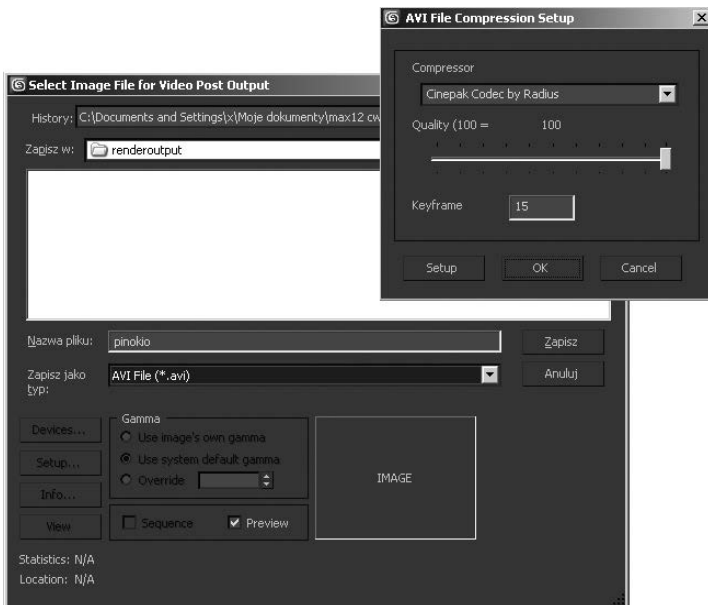 AVI File Compression Setup
Compressor
Cinepak Codec by Radius
Quality (100 = 100
Keyframe 15
Setup OK Cancel
Select Image File for Video Post Output
History: C:\Documents and Settings\x\Moje dokumenty\max12 cw
Zapisz w: renderoutput
Nazwa pliku: pinokio Zapisz
Zapisz jako typ: AVI File (*.avi) Anuluj
Devices...
Setup...
Info...
View
Gamma
Use image's own gamma
Use system default gamma
Override
Sequence Preview
IMAGE
Statistics: N/A
Location: N/A